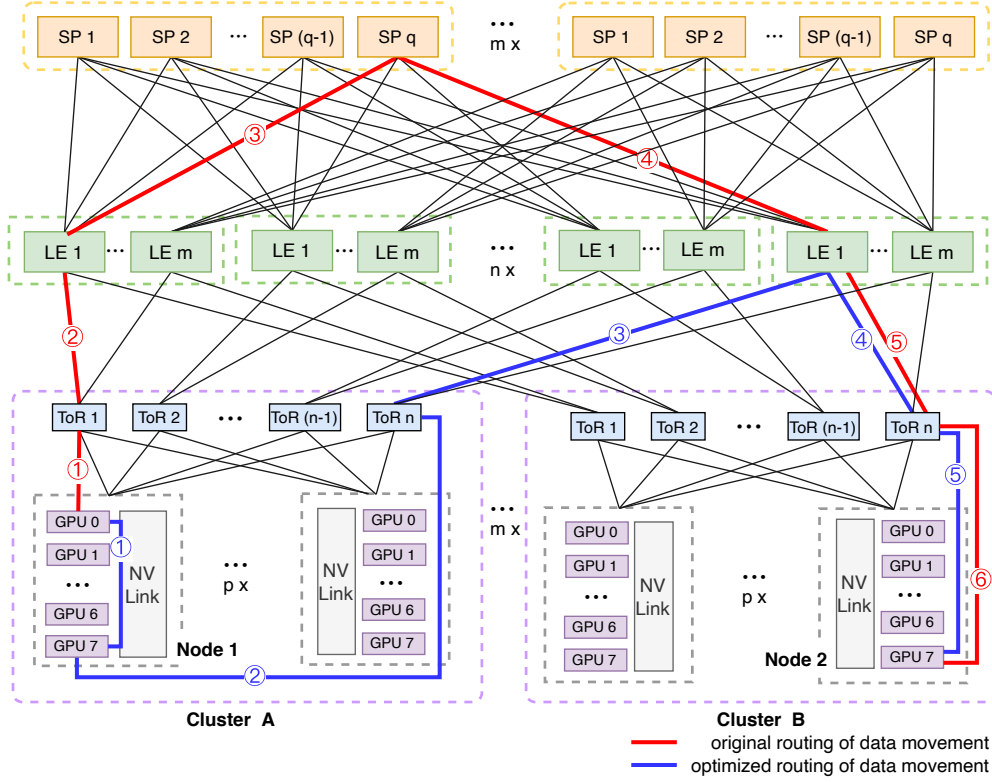 SP 1 SP 2 ... SP (q-1) SP q ... m x SP 1 SP 2 ... SP (q-1) SP q
③ ④
LE 1 ... LE m LE 1 ... LE m ... n x LE 1 ... LE m LE 1 ... LE m
② ③ ④ ⑤
ToR 1 ToR 2 ... ToR (n-1) ToR n ToR 1 ToR 2 ... ToR (n-1) ToR n
① ⑤
GPU 0 GPU 0 ... m x GPU 0 GPU 0
①
GPU 1 NV Link ... p x NV Link GPU 1 GPU 1 NV Link ... p x NV Link GPU 1
⑥
... ... ... ...
GPU 6 GPU 6 GPU 6 GPU 6
GPU 7 Node 1 GPU 7 GPU 7 Node 2 GPU 7
②
Cluster A Cluster B
original routing of data movement
optimized routing of data movement